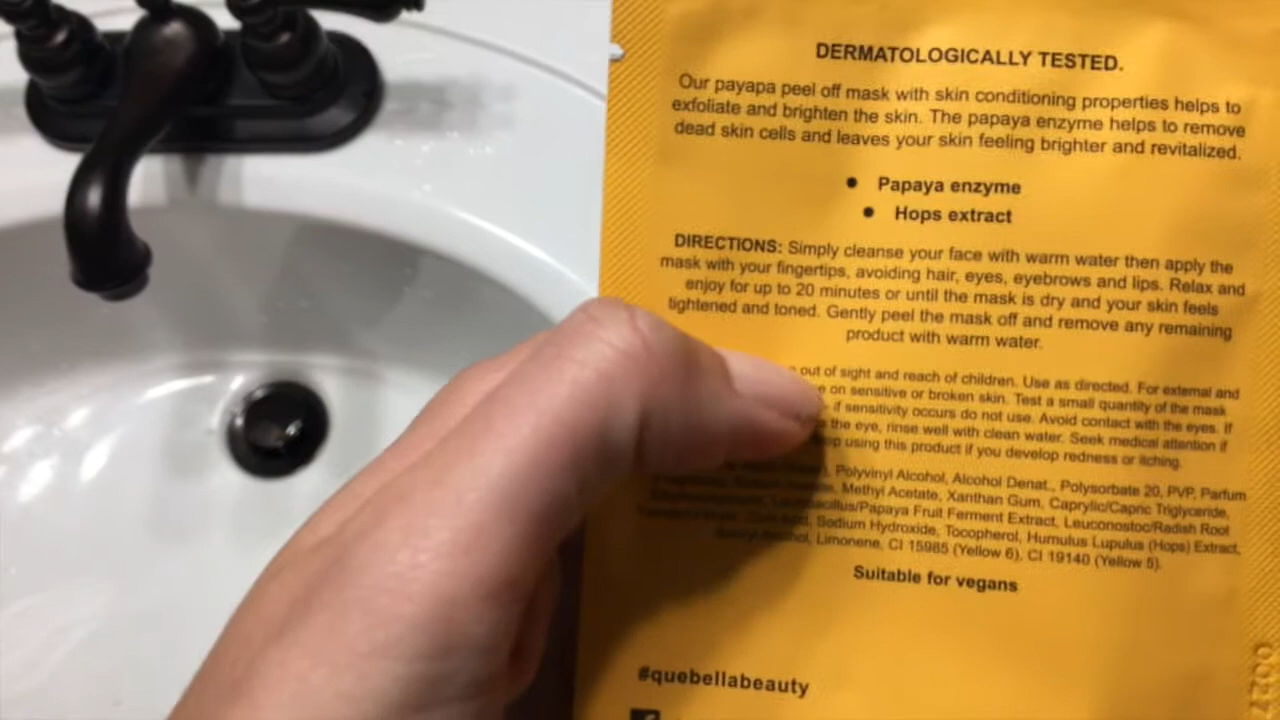 DERMATOLOGICALLY TESTED.
Our payapa peel off mask with skin conditioning properties helps to
exfoliate and brighten the skin. The papaya enzyme helps to remove
dead skin cells and leaves your skin feeling brighter and revitalized.
● Papaya enzyme
● Hops extract
DIRECTIONS: Simply cleanse your face with warm water then apply the
mask with your fingertips, avoiding hair, eyes, eyebrows and lips. Relax and
enjoy for up to 20 minutes or until the mask is dry and your skin feels
tightened and toned. Gently peel the mask off and remove any remaining
product with warm water.
out of sight and reach of children. Use as directed. For external and
on sensitive or broken skin. Test a small quantity of the mask
if sensitivity occurs do not use. Avoid contact with the eyes. If
the eye, rinse well with clean water. Seek medical attention if
using this product if you develop redness or itching.
Polyvinyl Alcohol, Alcohol Denat., Polysorbate 20, PVP, Parfum
Methyl Acetate, Xanthan Gum, Caprylic/Capric Triglyceride,
/Papaya Fruit Ferment Extract, Leuconostoc/Radish Root
Sodium Hydroxide, Tocopherol, Humulus Lupulus (Hops) Extract,
Limonene, CI 15985 (Yellow 6), CI 19140 (Yellow 5).
Suitable for vegans
#quebellabeauty